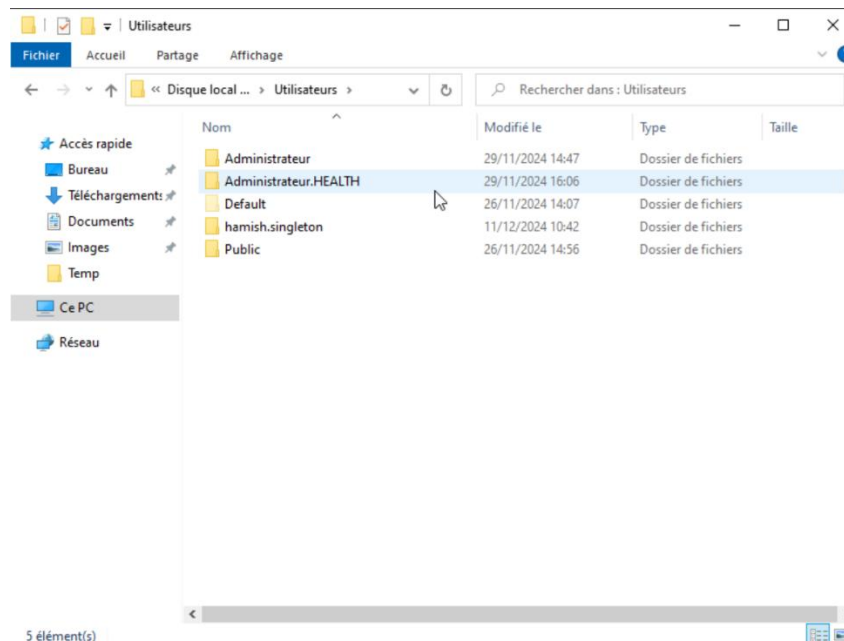 Utilisateurs
Fichier Accueil Partage Affichage
« Disque local ... › Utilisateurs ›
Rechercher dans : Utilisateurs
Nom Modifié le Type Taille
Accès rapide
Bureau
Téléchargements
Documents
Images
Temp
Ce PC
Réseau
Administrateur 29/11/2024 14:47 Dossier de fichiers
Administrateur.HEALTH 29/11/2024 16:06 Dossier de fichiers
Default 26/11/2024 14:07 Dossier de fichiers
hamish.singleton 11/12/2024 10:42 Dossier de fichiers
Public 26/11/2024 14:56 Dossier de fichiers
5 élément(s)